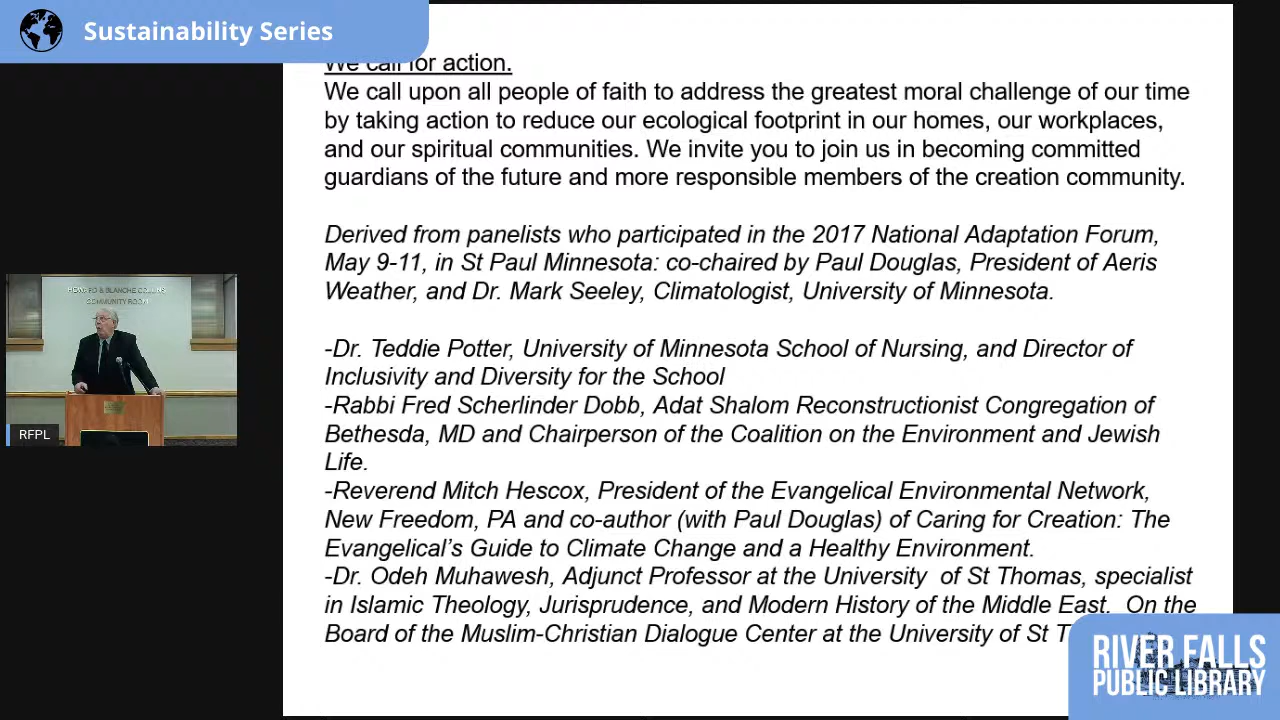 Sustainability Series
We call for action.
We call upon all people of faith to address the greatest moral challenge of our time
by taking action to reduce our ecological footprint in our homes, our workplaces,
and our spiritual communities. We invite you to join us in becoming committed
guardians of the future and more responsible members of the creation community.
Derived from panelists who participated in the 2017 National Adaptation Forum,
May 9-11, in St Paul Minnesota: co-chaired by Paul Douglas, President of Aeris
Weather, and Dr. Mark Seeley, Climatologist, University of Minnesota.
-Dr. Teddie Potter, University of Minnesota School of Nursing, and Director of
Inclusivity and Diversity for the School
-Rabbi Fred Scherlinder Dobb, Adat Shalom Reconstructionist Congregation of
Bethesda, MD and Chairperson of the Coalition on the Environment and Jewish
Life.
-Reverend Mitch Hescox, President of the Evangelical Environmental Network,
New Freedom, PA and co-author (with Paul Douglas) of Caring for Creation: The
Evangelical's Guide to Climate Change and a Healthy Environment.
-Dr. Odeh Muhawesh, Adjunct Professor at the University of St Thomas, specialist
in Islamic Theology, Jurisprudence, and Modern History of the Middle East. On the
Board of the Muslim-Christian Dialogue Center at the University of St T
HOWARD & BLANCHE COLLINS
COMMUNITY ROOM
RFPL
RIVER FALLS
PUBLIC LIBRARY